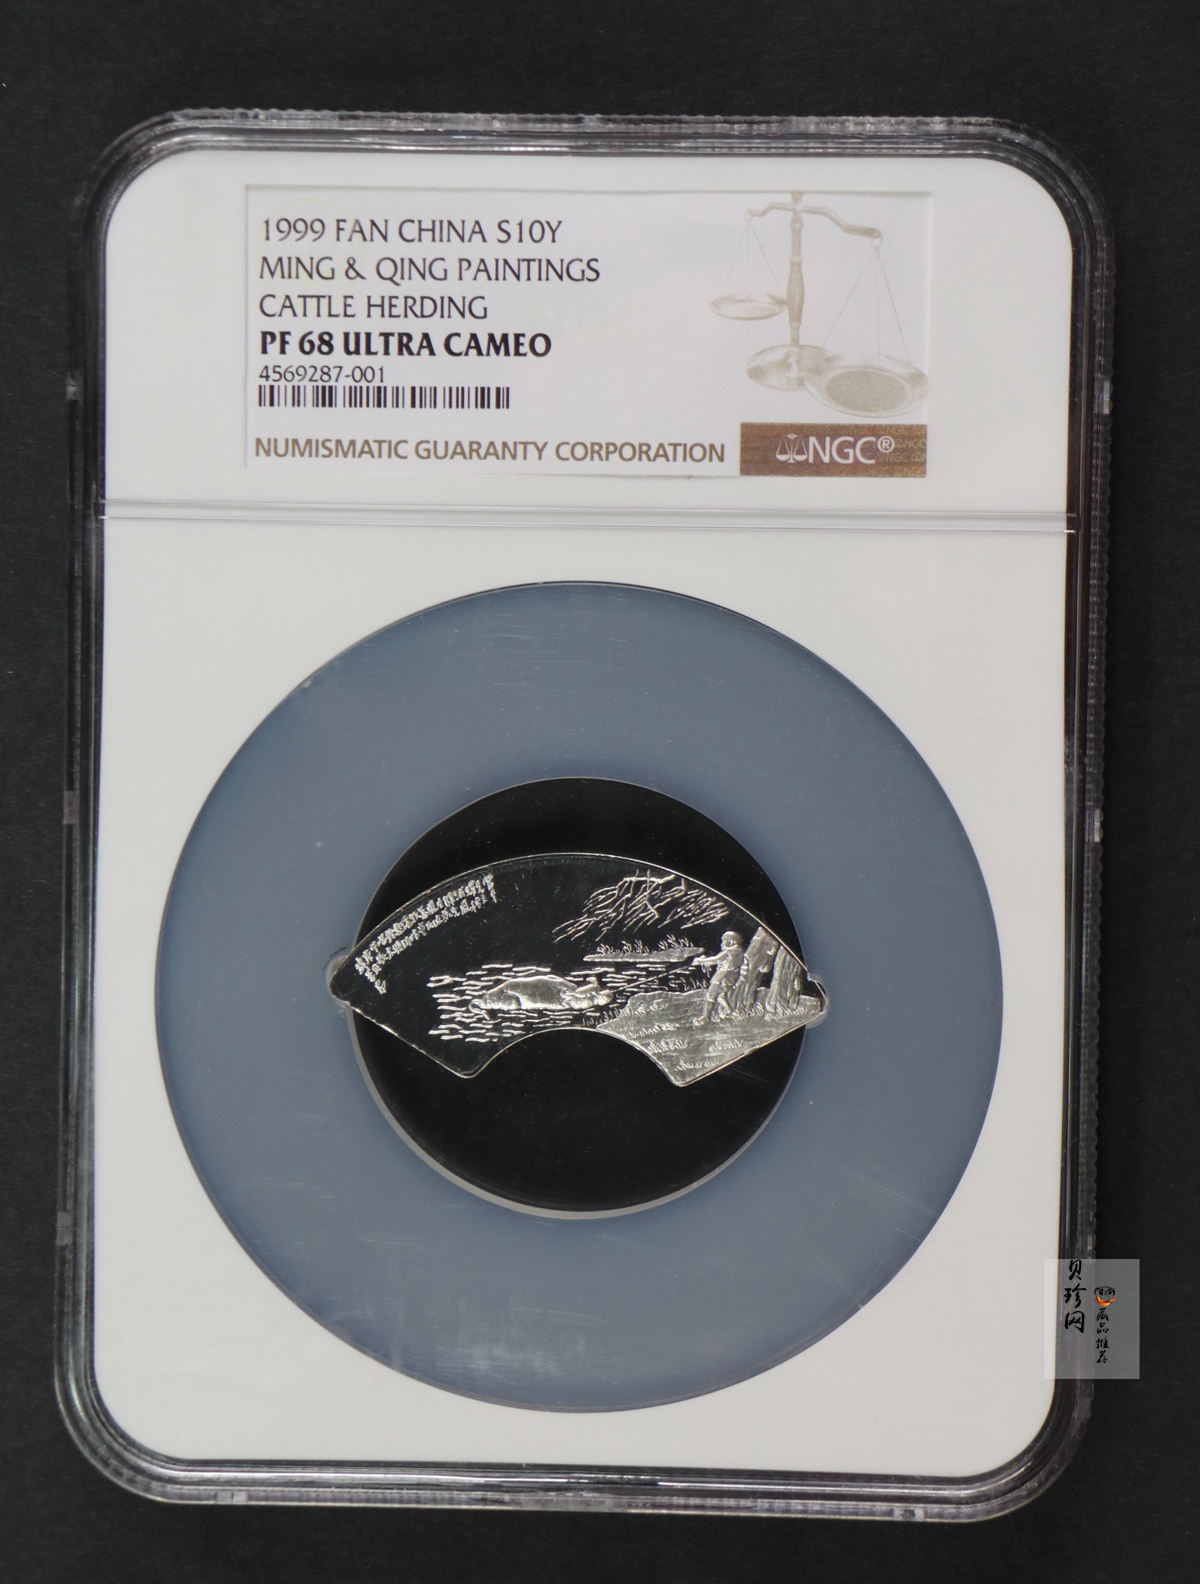 1999 FAN CHINA S10Y
MING & QING PAINTINGS
CATTLE HERDING
PF 68 ULTRA CAMEO
4569287-001
NUMISMATIC GUARANTY CORPORATION
NGC®
贝珍网
藏品推荐